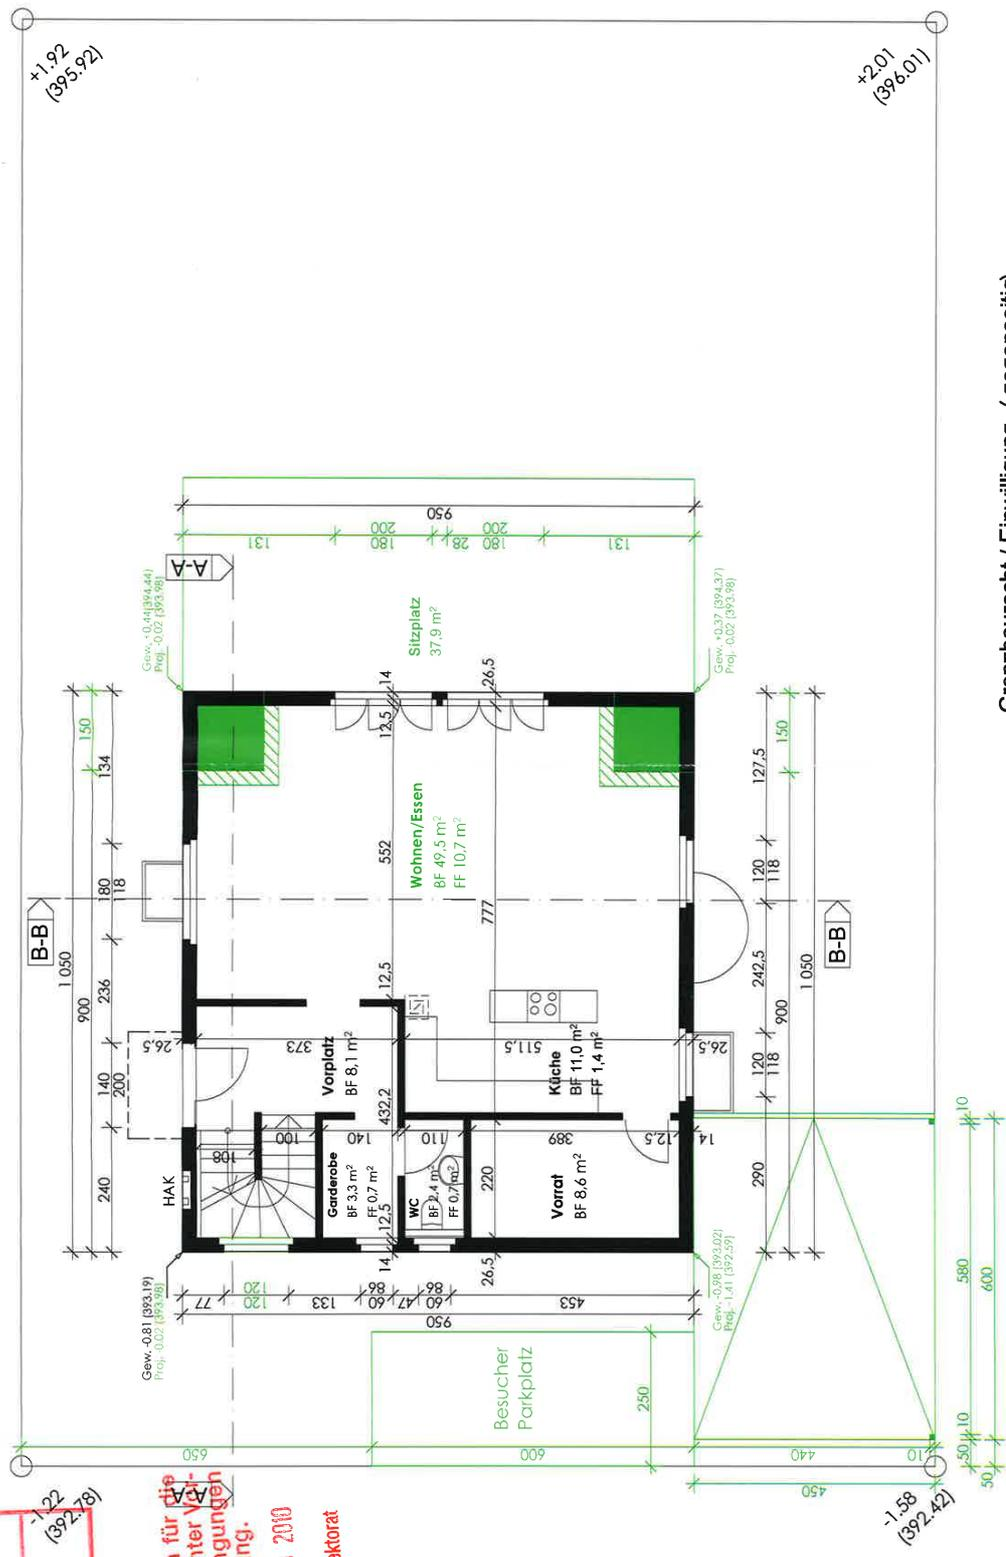 +1.92
(395.92)
+2.01
(396.01)
950
200
200
131
180
28
180
131
A-A
Gew. +0,44(394.44)
Proj. -0.02 (393.98)
Gew. +0,37 (394.37)
Proj. -0.02 (393.98)
Sitzplatz
37,9 m²
14
26,5
12,5
150
134
150
127,5
Wohnen/Essen
BF 49,5 m²
FF 10,7 m²
552
777
180
118
120
118
B-B
B-B
1 050
900
236
12,5
242,5
900
1 050
26,5
373
511,5
26,5
Vorplatz
BF 8,1 m²
Küche
BF 11,0 m²
FF 1,4 m²
140
200
120
118
432,2
100
140
110
389
12,5
14
108
HAK
240
290
Garderobe
BF 3,3 m²
FF 0,7 m²
WC
BF 2,4 m²
FF 0,7 m²
220
Vorrat
BF 8,6 m²
12,5
14
26,5
10
580
600
Gew. -0.81 (393.19)
Proj. -0.02 (393.98)
Gew. -0,98 (393.02)
Proj. -1.41 (392.59)
120
86
86
77
120
133
60
47
60
453
950
Besucher
Parkplatz
250
650
600
440
10
10
50
50
450
A-A
-1.22
(392.78)
-1.58
(392.42)
für die
gungen
ng.
2010
ektorat